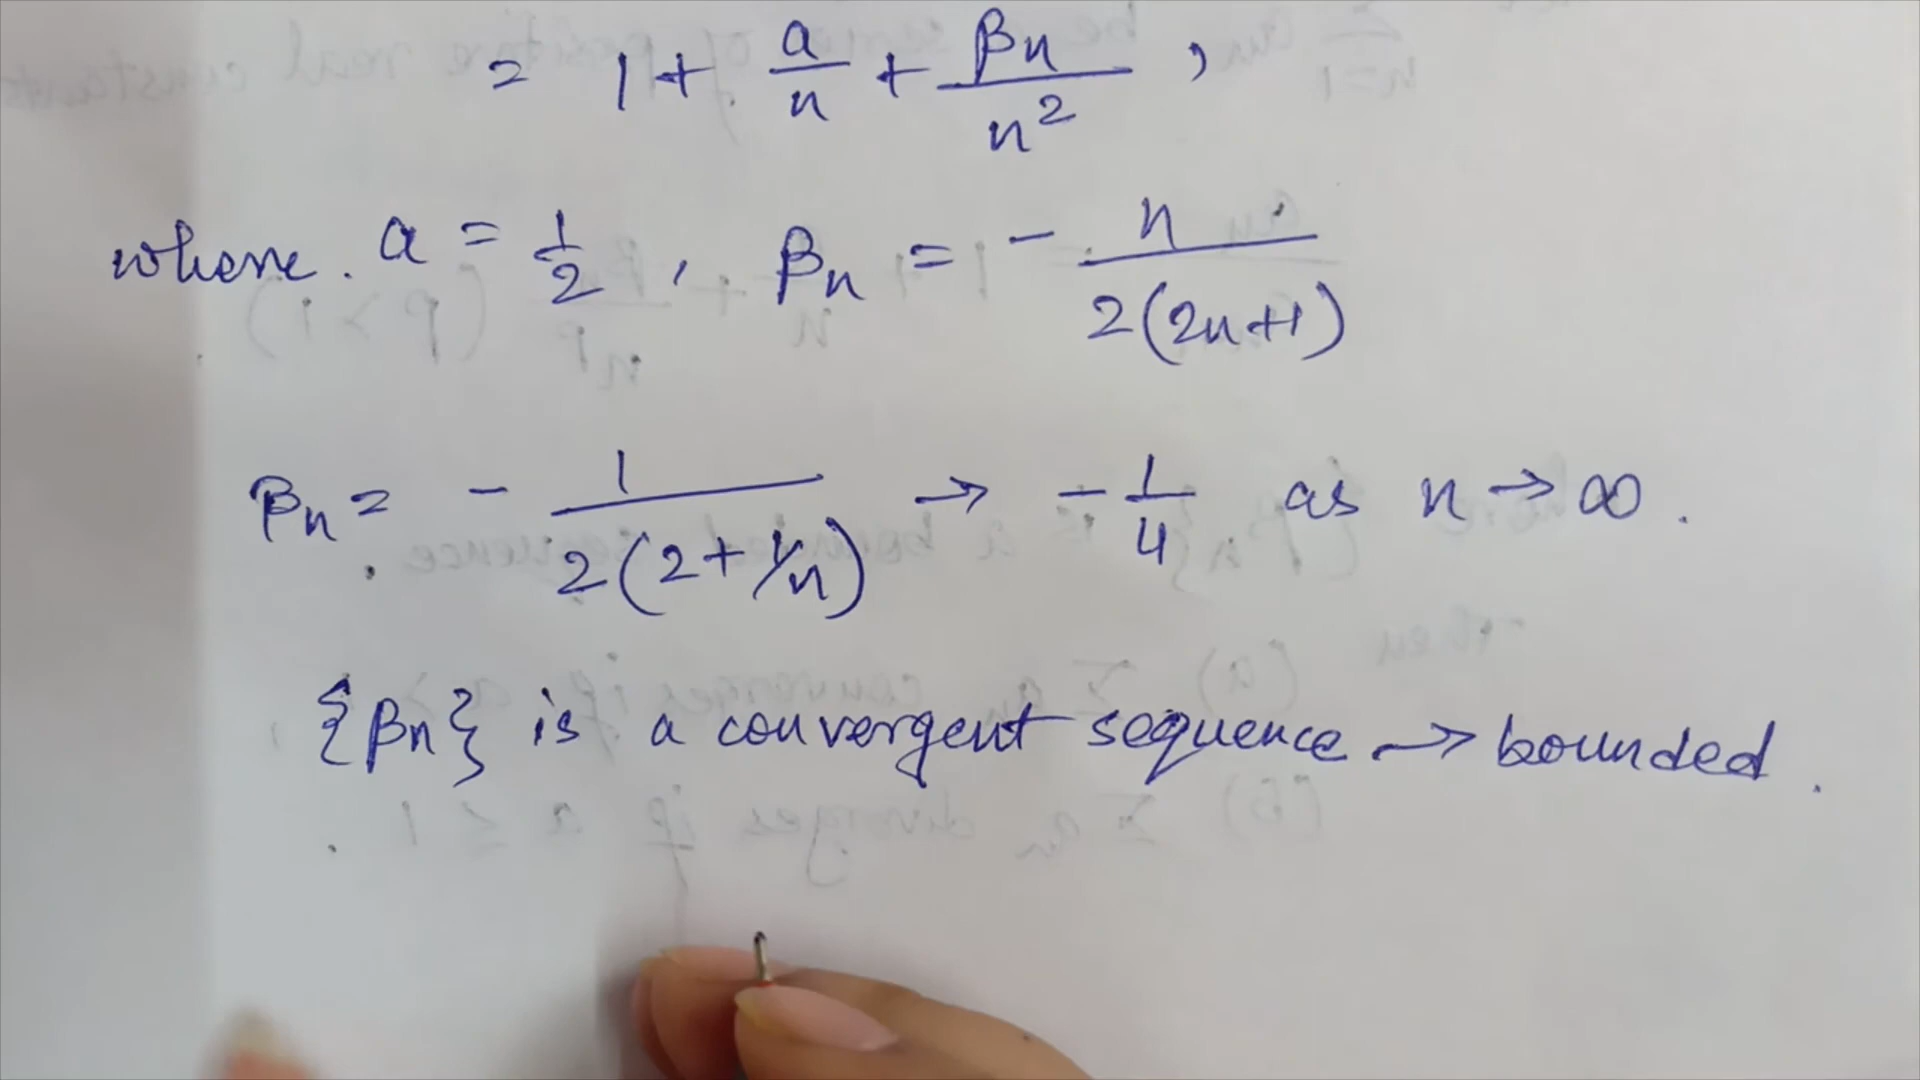 = 1 + a/n + βn/n² ,
where. a = 1/2 , βn = - n/2(2n+1)
βn = - 1/2(2+1/n) → - 1/4 as n → ∞ .
{βn} is a convergent sequence → bounded .